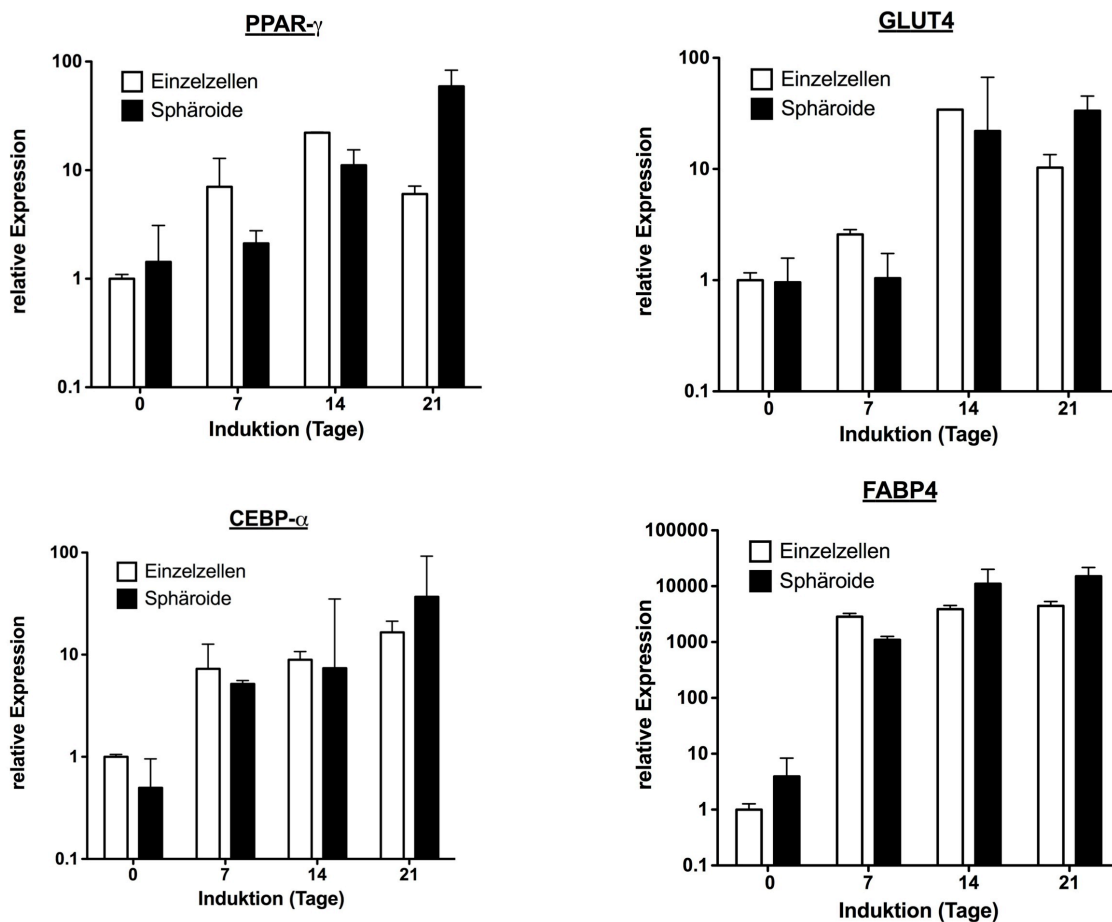 PPAR-γ
100
10
1
0.1
relative Expression
Einzelzellen
Sphäroide
0 7 14 21
Induktion (Tage)
GLUT4
100
10
1
0.1
relative Expression
Einzelzellen
Sphäroide
0 7 14 21
Induktion (Tage)
CEBP-α
100
10
1
0.1
relative Expression
Einzelzellen
Sphäroide
0 7 14 21
Induktion (Tage)
FABP4
100000
10000
1000
100
10
1
0.1
relative Expression
Einzelzellen
Sphäroide
0 7 14 21
Induktion (Tage)